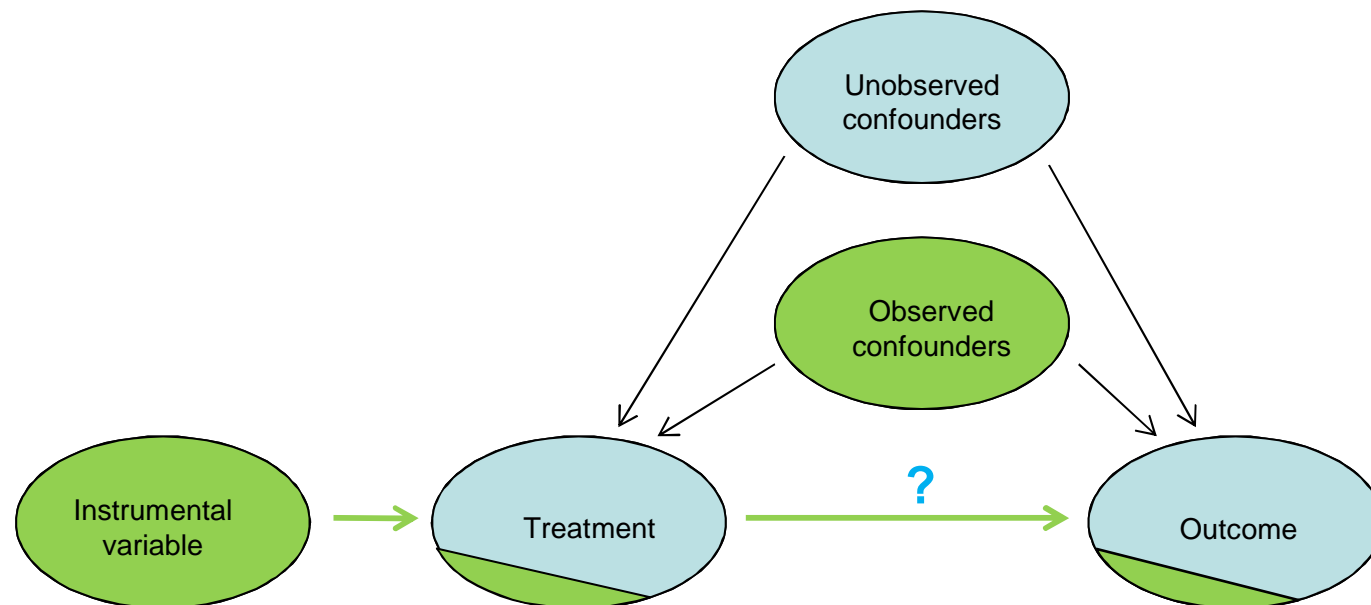 Unobserved
confounders
Observed
confounders
?
Instrumental
variable
Treatment
Outcome